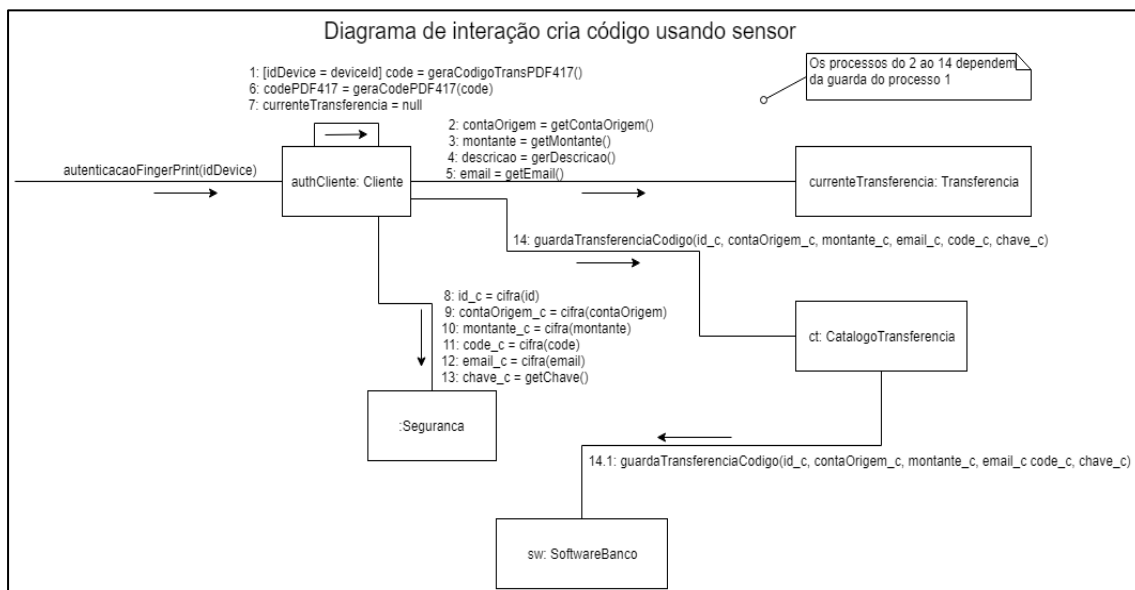 Diagrama de interação cria código usando sensor
1: [idDevice = deviceId] code = geraCodigoTransPDF417()
6: codePDF417 = geraCodePDF417(code)
7: currenteTransferencia = null
Os processos do 2 ao 14 dependem
da guarda do processo 1
autenticacaoFingerPrint(idDevice)
authCliente: Cliente
2: contaOrigem = getContaOrigem()
3: montante = getMontante()
4: descricao = gerDescricao()
5: email = getEmail()
currenteTransferencia: Transferencia
14: guardaTransferenciaCodigo(id_c, contaOrigem_c, montante_c, email_c, code_c, chave_c)
8: id_c = cifra(id)
9: contaOrigem_c = cifra(contaOrigem)
10: montante_c = cifra(montante)
11: code_c = cifra(code)
12: email_c = cifra(email)
13: chave_c = getChave()
ct: CatalogoTransferencia
:Seguranca
14.1: guardaTransferenciaCodigo(id_c, contaOrigem_c, montante_c, email_c code_c, chave_c)
sw: SoftwareBanco